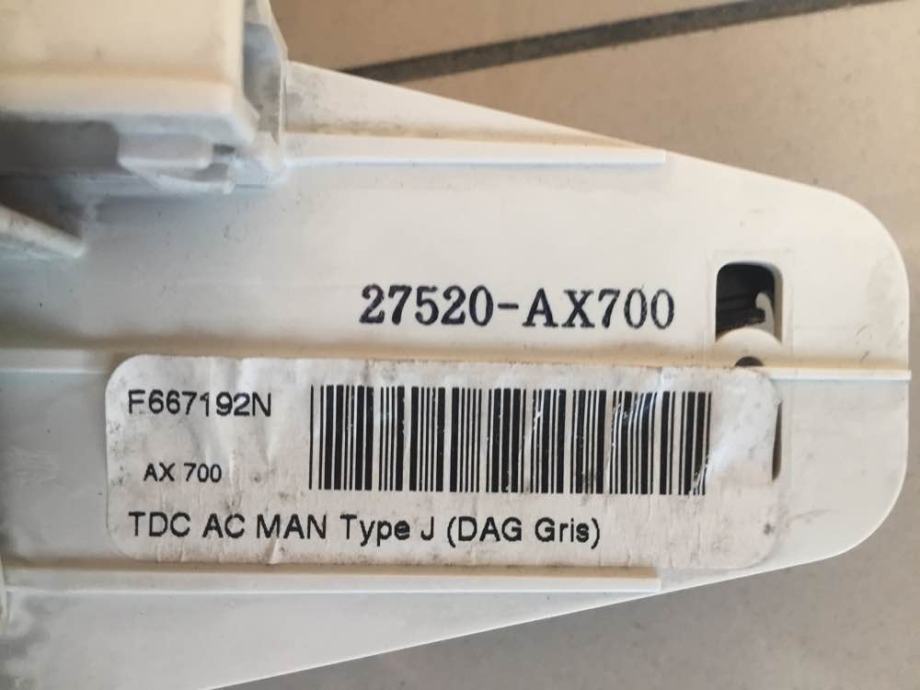 27520-AX700
F667192N
AX 700
TDC AC MAN Type J (DAG Gris)